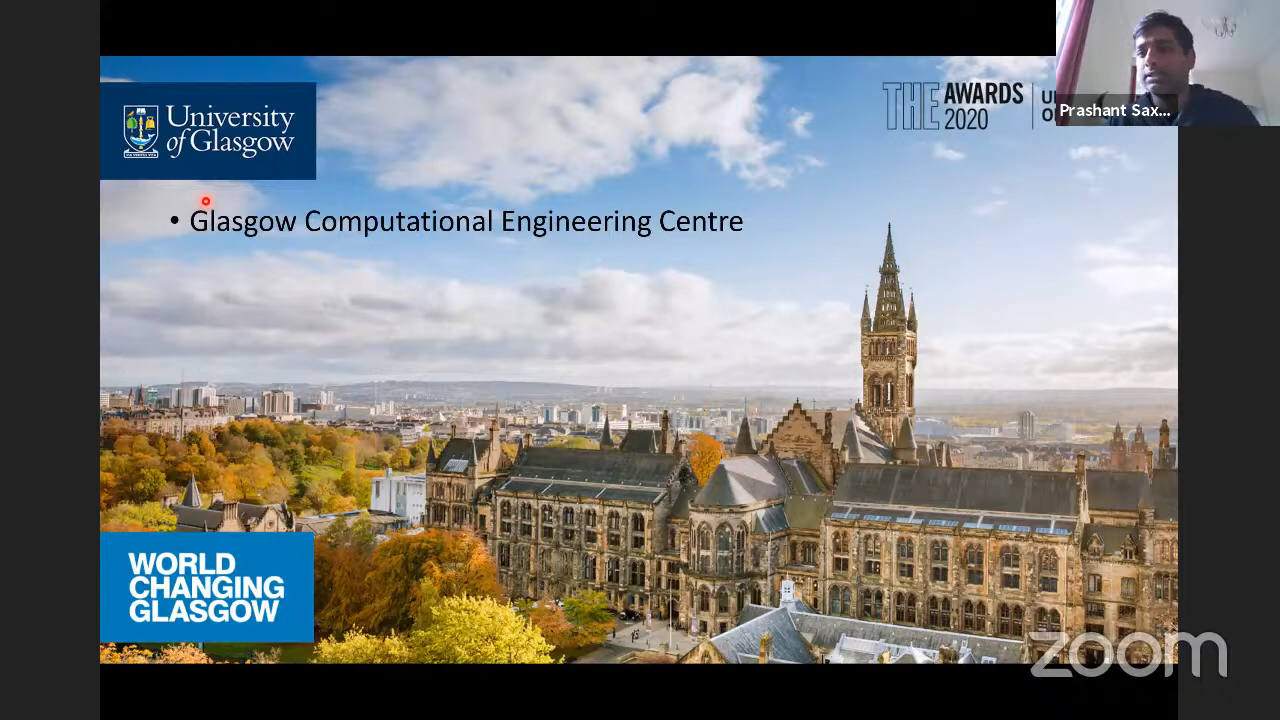 University
of Glasgow
THE AWARDS
2020
Prashant Sax...
• Glasgow Computational Engineering Centre
WORLD
CHANGING
GLASGOW
zoom